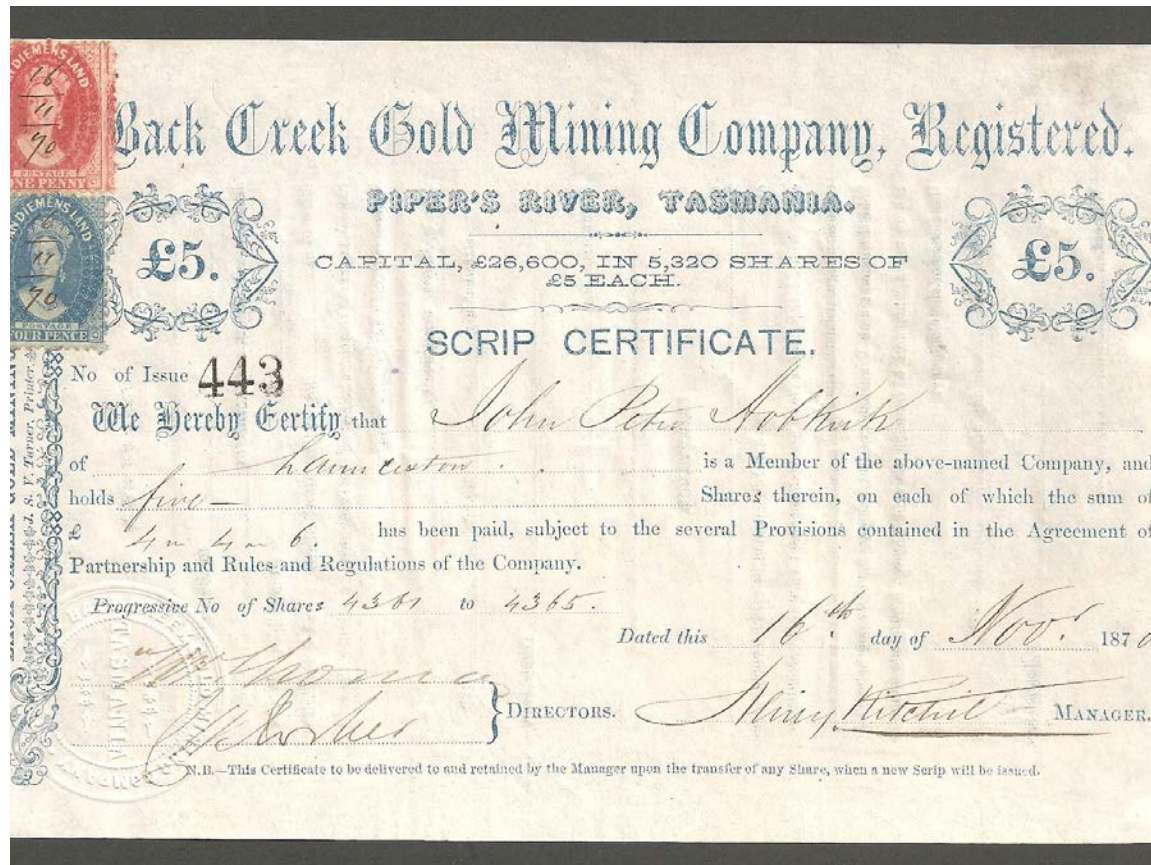 VAN DIEMENS LAND
16
11
70
POSTAGE
ONE PENNY
VAN DIEMENS LAND
16
11
70
POSTAGE
FOUR PENCE
Back Creek Gold Mining Company, Registered.
PIPER'S RIVER, TASMANIA.
£5.
CAPITAL, £26,600, IN 5,320 SHARES OF
£5 EACH.
£5.
SCRIP CERTIFICATE.
No of Issue 443
We Hereby Certify that John Peter Hobkirk
of Launceston is a Member of the above-named Company, and
holds five Shares therein, on each of which the sum of
£ 4 " 4 " 6. has been paid, subject to the several Provisions contained in the Agreement of
Partnership and Rules and Regulations of the Company.
Progressive No of Shares 4361 to 4365.
Dated this 16th day of Novr. 1870
DIRECTORS.
Henry Ritchie MANAGER.
N.B.—This Certificate to be delivered to and retained by the Manager upon the transfer of any Share, when a new Scrip will be issued.
J. S. V. Turner, Printer.
TASMANIA